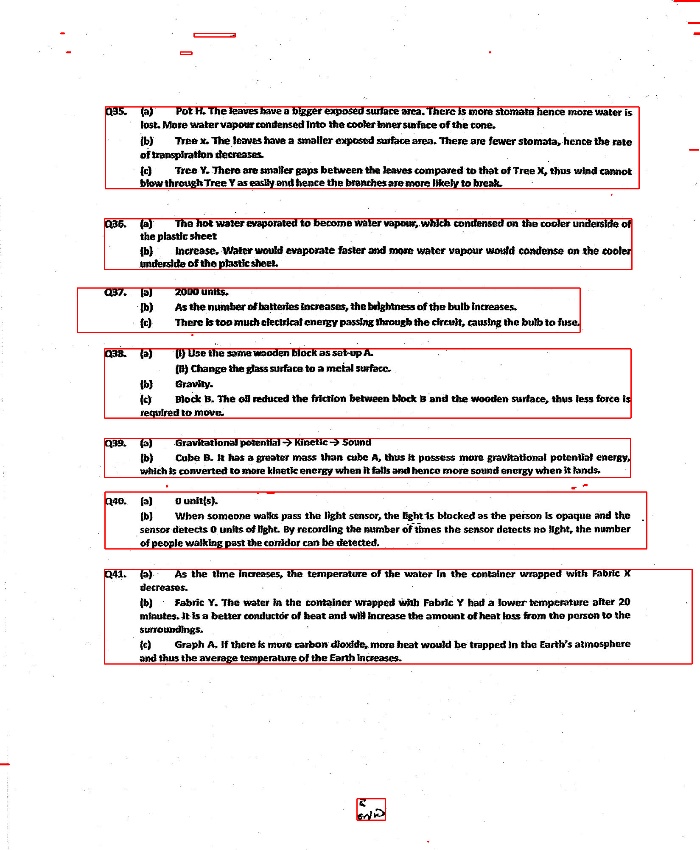 Q35. (a) Pot H. The leaves have a bigger exposed surface area. There is more stomata hence more water is
lost. More water vapour condensed into the cooler inner surface of the cone.
(b) Tree X. The leaves have a smaller exposed surface area. There are fewer stomata, hence the rate
of transpiration decreases.
(c) Tree Y. There are smaller gaps between the leaves compared to that of Tree X, thus wind cannot
blow through Tree Y as easily and hence the branches are more likely to break.
Q36. (a) The hot water evaporated to become water vapour, which condensed on the cooler underside of
the plastic sheet
(b) Increase. Water would evaporate faster and more water vapour would condense on the cooler
underside of the plastic sheet.
Q37. (a) 2000 units.
(b) As the number of batteries increases, the brightness of the bulb increases.
(c) There is too much electrical energy passing through the circuit, causing the bulb to fuse.
Q38. (a) (i) Use the same wooden block as set-up A.
(ii) Change the glass surface to a metal surface.
(b) Gravity.
(c) Block B. The oil reduced the friction between block B and the wooden surface, thus less force is
required to move.
Q39. (a) Gravitational potential → Kinetic → Sound
(b) Cube B. It has a greater mass than cube A, thus it possess more gravitational potential energy,
which is converted to more kinetic energy when it falls and hence more sound energy when it lands.
Q40. (a) 0 unit(s).
(b) When someone walks pass the light sensor, the light is blocked as the person is opaque and the
sensor detects 0 units of light. By recording the number of times the sensor detects no light, the number
of people walking past the corridor can be detected.
Q41. (a) As the time increases, the temperature of the water in the container wrapped with Fabric X
decreases.
(b) Fabric Y. The water in the container wrapped with Fabric Y had a lower temperature after 20
minutes. It is a better conductor of heat and will increase the amount of heat loss from the person to the
surroundings.
(c) Graph A. If there is more carbon dioxide, more heat would be trapped in the Earth's atmosphere
and thus the average temperature of the Earth increases.